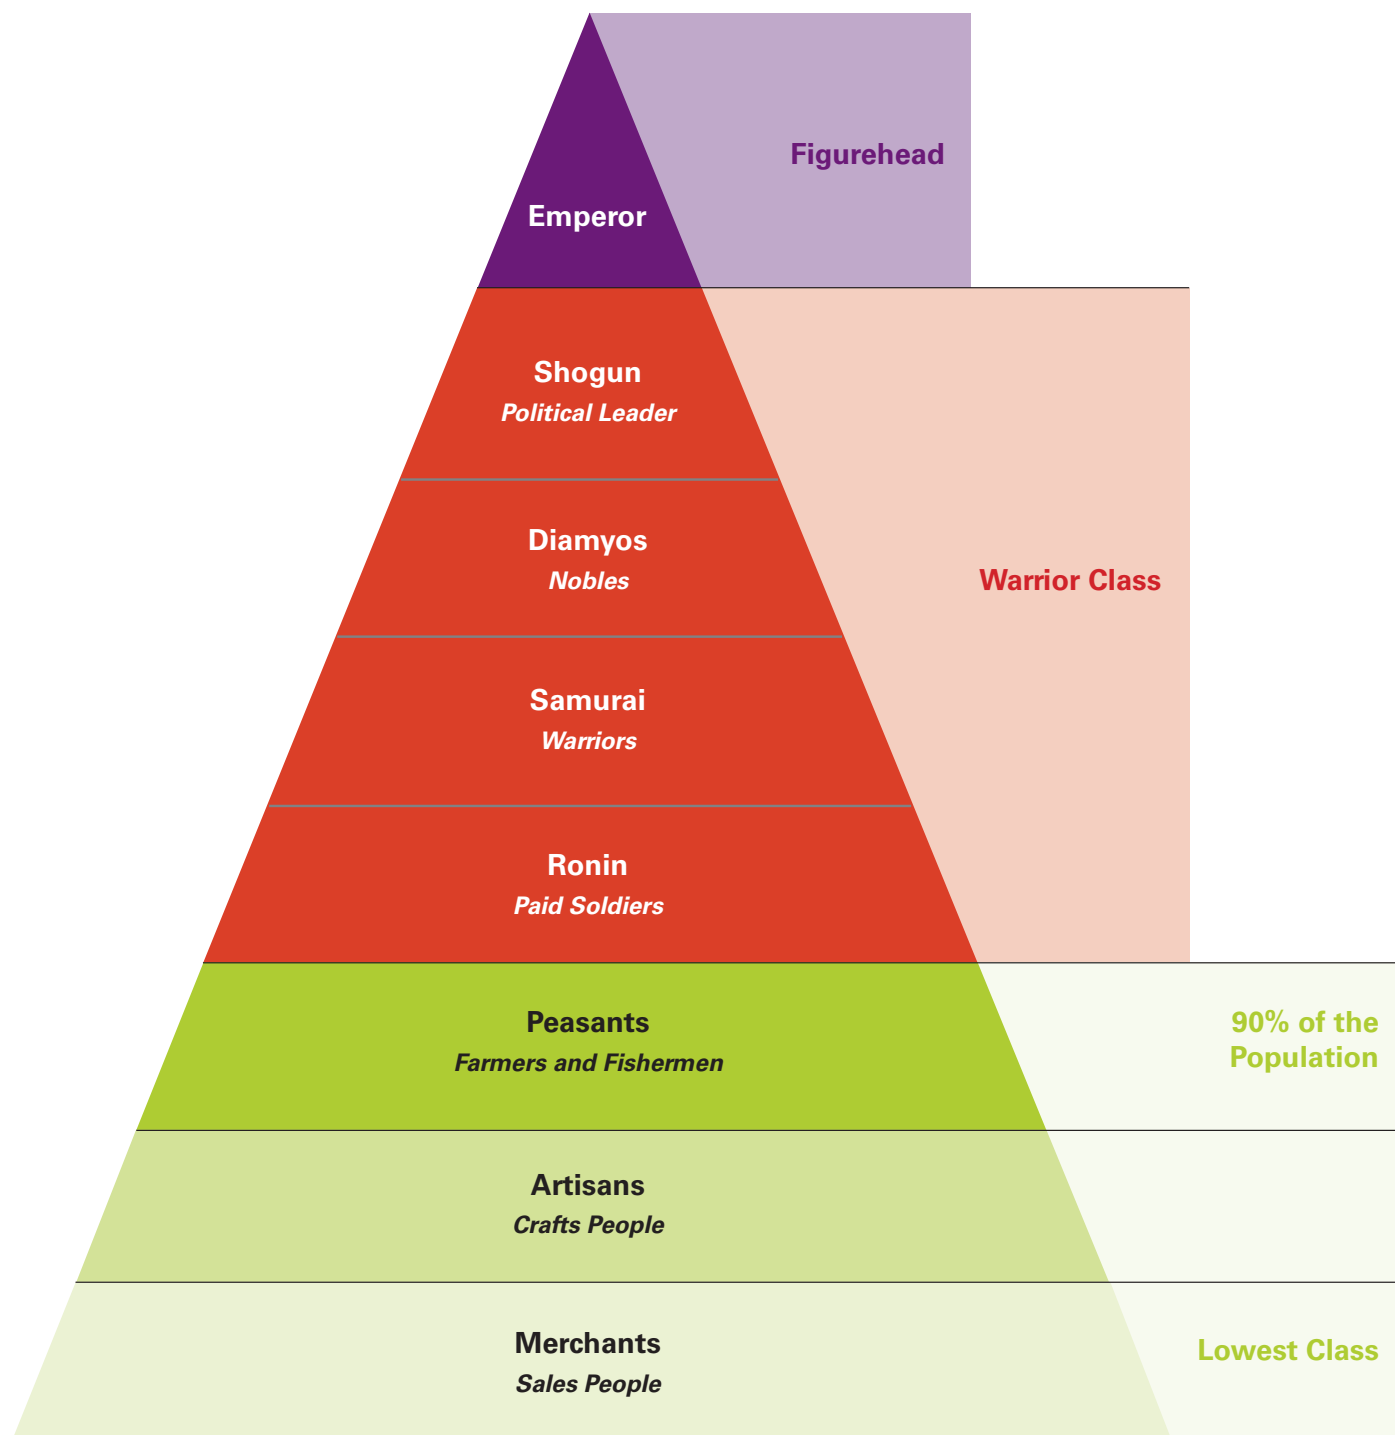 Figurehead
Emperor
Shogun
Political Leader
Diamyos
Nobles
Warrior Class
Samurai
Warriors
Ronin
Paid Soldiers
Peasants
Farmers and Fishermen
90% of the
Population
Artisans
Crafts People
Merchants
Sales People
Lowest Class